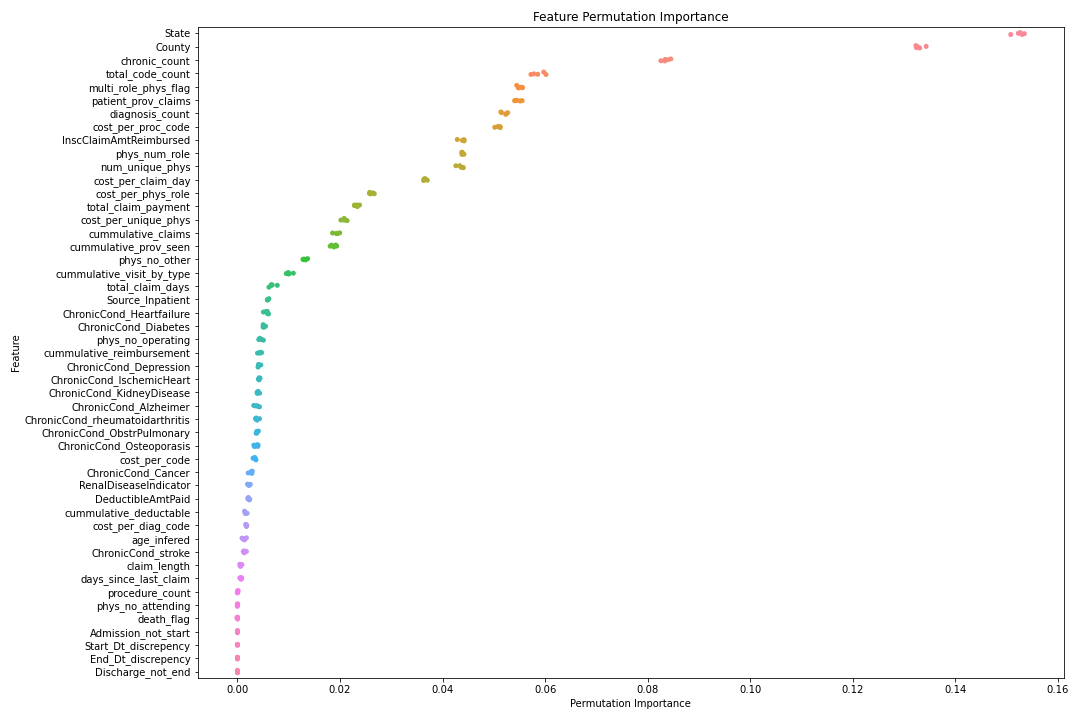 Feature Permutation Importance
State
County
chronic_count
total_code_count
multi_role_phys_flag
patient_prov_claims
diagnosis_count
cost_per_proc_code
InscClaimAmtReimbursed
phys_num_role
num_unique_phys
cost_per_claim_day
cost_per_phys_role
total_claim_payment
cost_per_unique_phys
cummulative_claims
cummulative_prov_seen
phys_no_other
cummulative_visit_by_type
total_claim_days
Source_Inpatient
ChronicCond_Heartfailure
ChronicCond_Diabetes
phys_no_operating
cummulative_reimbursement
ChronicCond_Depression
ChronicCond_IschemicHeart
ChronicCond_KidneyDisease
ChronicCond_Alzheimer
ChronicCond_rheumatoidarthritis
ChronicCond_ObstrPulmonary
ChronicCond_Osteoporasis
cost_per_code
ChronicCond_Cancer
RenalDiseaseIndicator
DeductibleAmtPaid
cummulative_deductable
cost_per_diag_code
age_infered
ChronicCond_stroke
claim_length
days_since_last_claim
procedure_count
phys_no_attending
death_flag
Admission_not_start
Start_Dt_discrepency
End_Dt_discrepency
Discharge_not_end
Feature
0.00 0.02 0.04 0.06 0.08 0.10 0.12 0.14 0.16
Permutation Importance